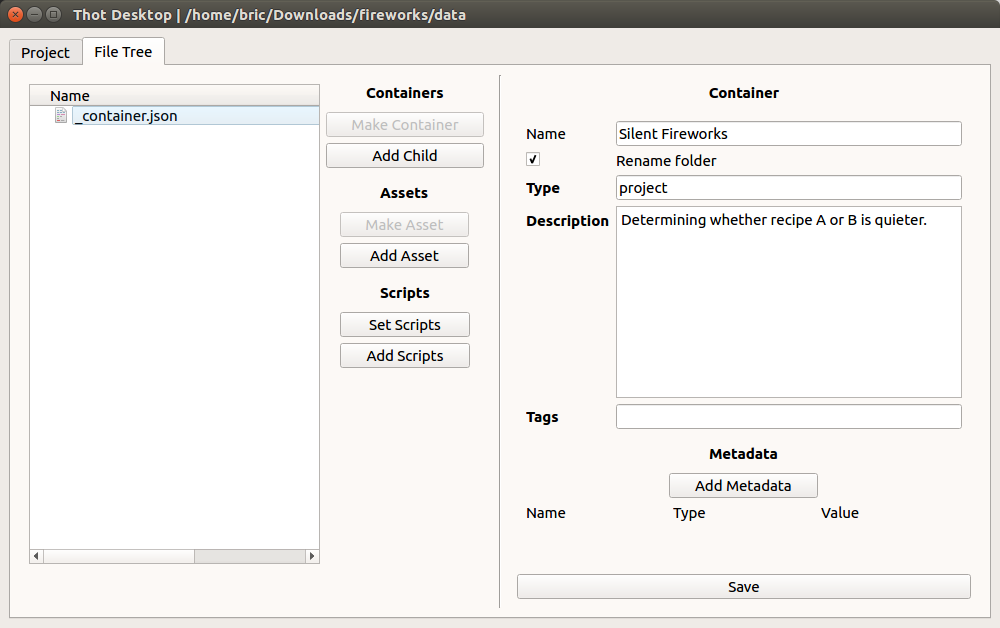 Thot Desktop | /home/bric/Downloads/fireworks/data
Project
File Tree
Name
_container.json
Containers
Make Container
Add Child
Assets
Make Asset
Add Asset
Scripts
Set Scripts
Add Scripts
Container
Name
Silent Fireworks
Rename folder
Type
project
Description
Determining whether recipe A or B is quieter.
Tags
Metadata
Add Metadata
Name Type Value
Save